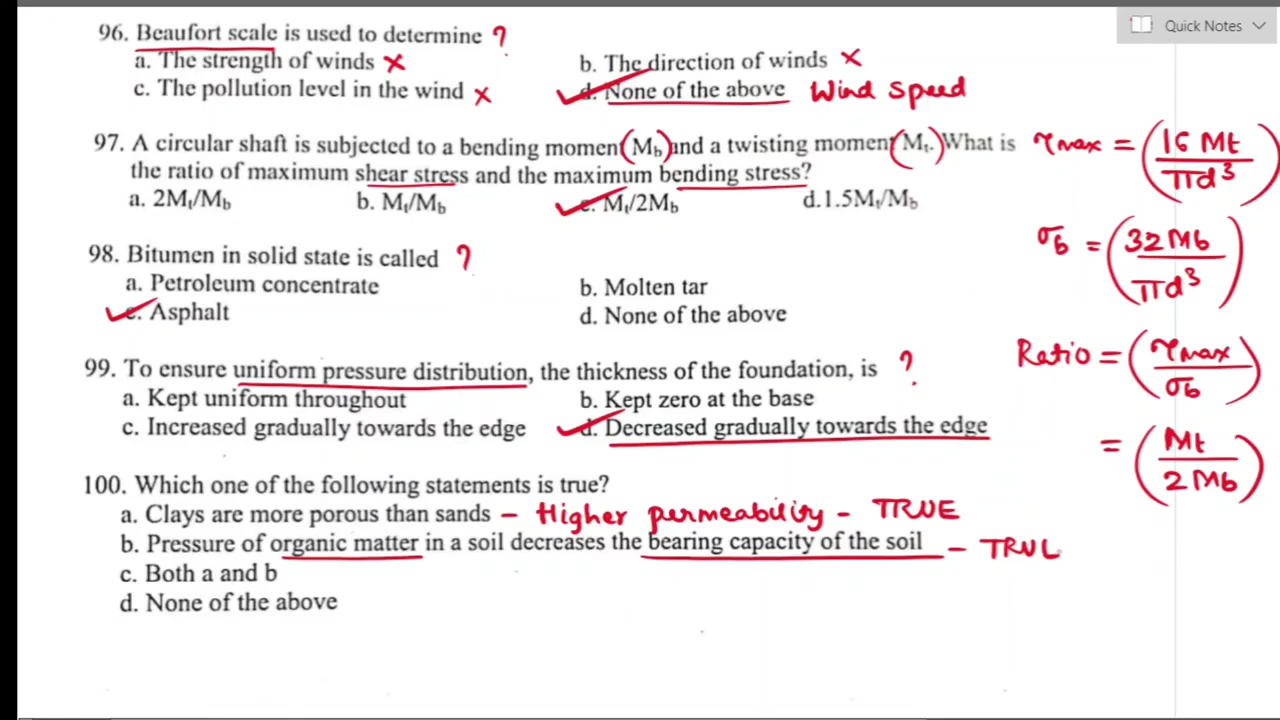 Quick Notes
96. Beaufort scale is used to determine ?
a. The strength of winds ×
b. The direction of winds ×
c. The pollution level in the wind ×
d. None of the above Wind Speed
97. A circular shaft is subjected to a bending moment (Mb) and a twisting moment (Mt.) What is
the ratio of maximum shear stress and the maximum bending stress?
a. 2Mt/Mb
b. Mt/Mb
c. Mt/2Mb
d.1.5Mt/Mb
τmax = (16 Mt / πd³)
σb = (32 Mb / πd³)
Ratio = (τmax / σb)
= (Mt / 2Mb)
98. Bitumen in solid state is called ?
a. Petroleum concentrate
b. Molten tar
c. Asphalt
d. None of the above
99. To ensure uniform pressure distribution, the thickness of the foundation, is ?
a. Kept uniform throughout
b. Kept zero at the base
c. Increased gradually towards the edge
d. Decreased gradually towards the edge
100. Which one of the following statements is true?
a. Clays are more porous than sands – Higher permeability – TRUE
b. Pressure of organic matter in a soil decreases the bearing capacity of the soil – TRUL
c. Both a and b
d. None of the above